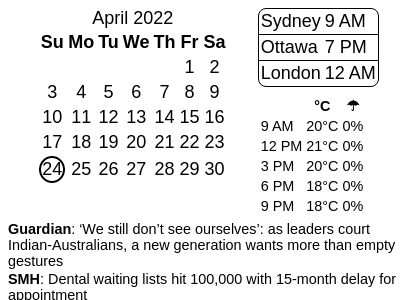 April 2022
Su Mo Tu We Th Fr Sa
1 2
3 4 5 6 7 8 9
10 11 12 13 14 15 16
17 18 19 20 21 22 23
24 25 26 27 28 29 30
Sydney 9 AM
Ottawa 7 PM
London 12 AM
°C ☂
9 AM 20°C 0%
12 PM 21°C 0%
3 PM 20°C 0%
6 PM 18°C 0%
9 PM 18°C 0%
Guardian: ‘We still don’t see ourselves’: as leaders court
Indian-Australians, a new generation wants more than empty
gestures
SMH: Dental waiting lists hit 100,000 with 15-month delay for
appointment